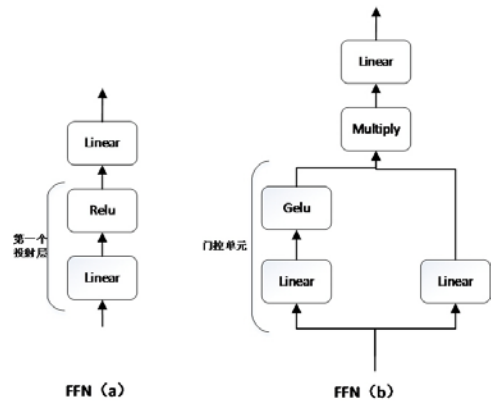 Linear
Relu
Linear
第一个
投射层
FFN（a）
Linear
Multiply
Gelu
Linear
Linear
门控单元
FFN（b）